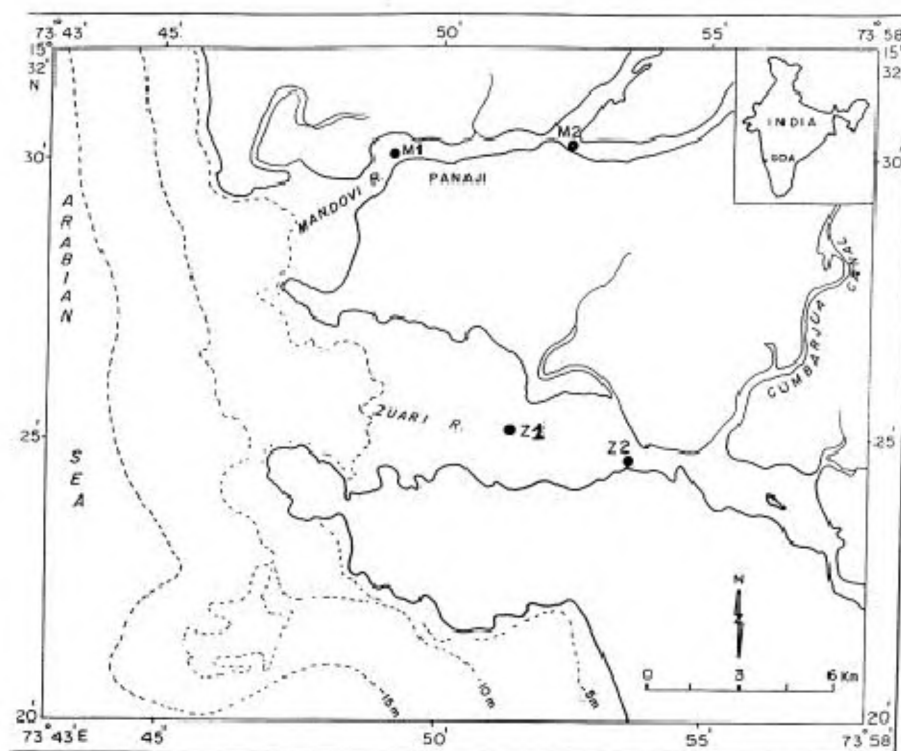 73° 43' 45' 50' 55' 73° 58'
15° 32' N
15° 32'
INDIA
GOA
30' 30'
M1
M2
MANDOVI R.
PANAJI
ARABIAN SEA
CUMBARJUA CANAL
ZUARI R.
25' 25'
Z1
Z2
N
0 3 6 Km
15m
10m
5m
20' 20'
73° 43' E 45' 50' 55' 73° 58'